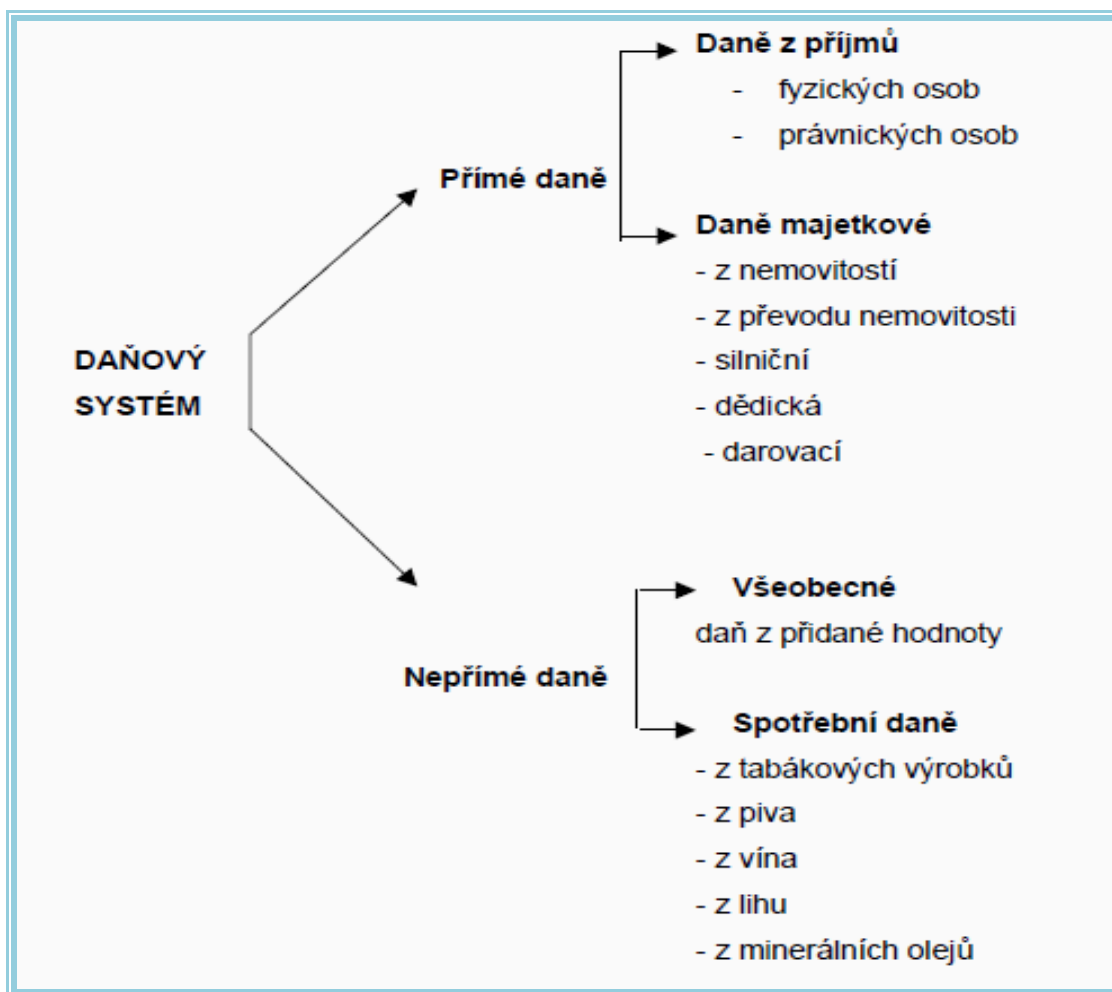 Daně z příjmů
- fyzických osob
- právnických osob
Přímé daně
Daně majetkové
- z nemovitostí
- z převodu nemovitosti
- silniční
- dědická
- darovací
DAŇOVÝ
SYSTÉM
Všeobecné
daň z přidané hodnoty
Nepřímé daně
Spotřební daně
- z tabákových výrobků
- z piva
- z vína
- z lihu
- z minerálních olejů